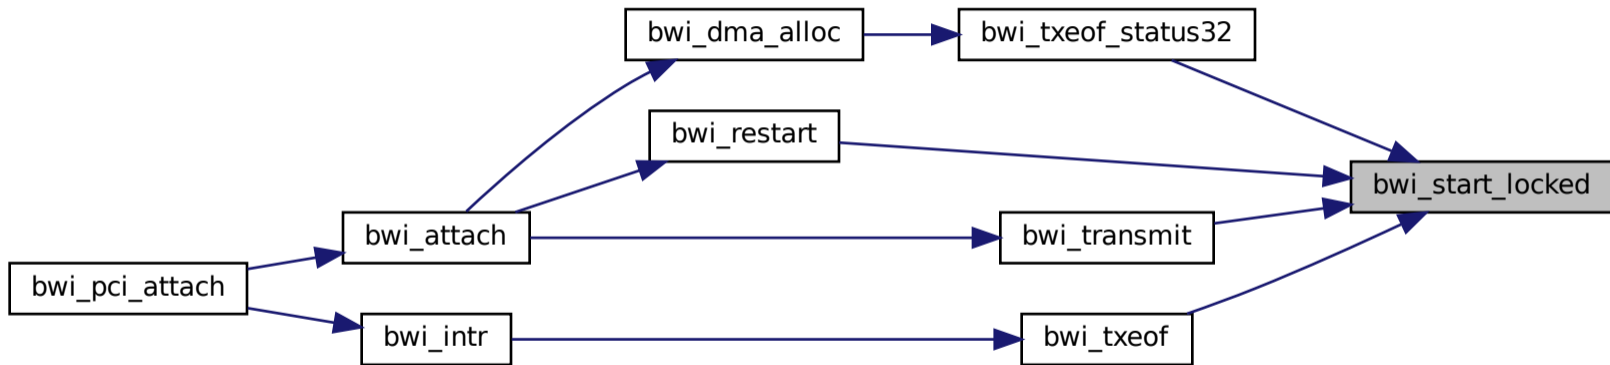 bwi_dma_alloc
bwi_txeof_status32
bwi_restart
bwi_start_locked
bwi_attach
bwi_transmit
bwi_pci_attach
bwi_intr
bwi_txeof